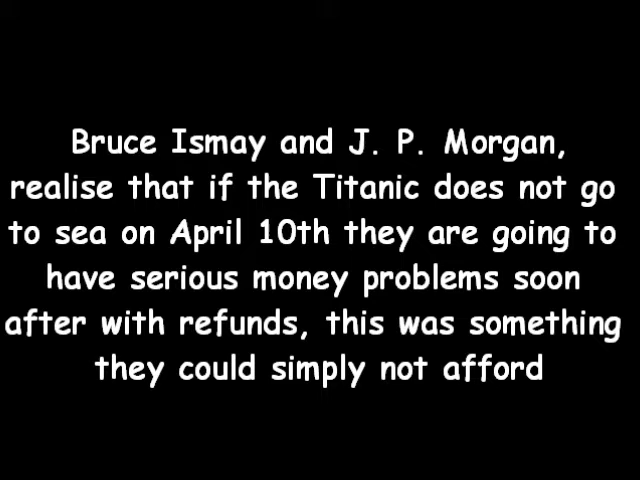 Bruce Ismay and J. P. Morgan,
realise that if the Titanic does not go
to sea on April 10th they are going to
have serious money problems soon
after with refunds, this was something
they could simply not afford